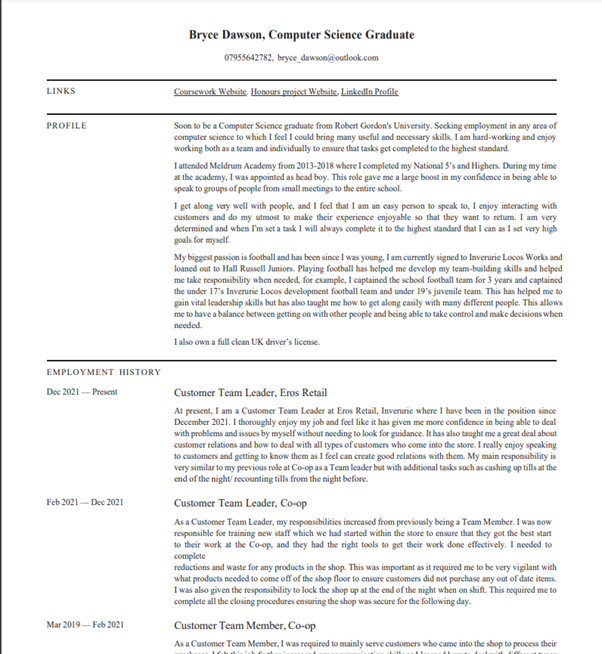 Bryce Dawson, Computer Science Graduate
07955642782, bryce_dawson@outlook.com
LINKS
Coursework Website, Honours project Website, LinkedIn Profile
PROFILE
Soon to be a Computer Science graduate from Robert Gordon's University. Seeking employment in any area of
computer science to which I feel I could bring many useful and necessary skills. I am hard-working and enjoy
working both as a team and individually to ensure that tasks get completed to the highest standard.
I attended Meldrum Academy from 2013-2018 where I completed my National 5's and Highers. During my time
at the academy, I was appointed as head boy. This role gave me a large boost in my confidence in being able to
speak to groups of people from small meetings to the entire school.
I get along very well with people, and I feel that I am an easy person to speak to, I enjoy interacting with
customers and do my utmost to make their experience enjoyable so that they want to return. I am very
determined and when I'm set a task I will always complete it to the highest standard that I can as I set very high
goals for myself.
My biggest passion is football and has been since I was young, I am currently signed to Inverurie Locos Works and
loaned out to Hall Russell Juniors. Playing football has helped me develop my team-building skills and helped
me take responsibility when needed, for example, I captained the school football team for 3 years and captained
the under 17's Inverurie Locos development football team and under 19's juvenile team. This has helped me to
gain vital leadership skills but has also taught me how to get along easily with many different people. This allows
me to have a balance between getting on with other people and being able to take control and make decisions when
needed.
I also own a full clean UK driver's license.
EMPLOYMENT HISTORY
Dec 2021 — Present
Customer Team Leader, Eros Retail
At present, I am a Customer Team Leader at Eros Retail, Inverurie where I have been in the position since
December 2021. I thoroughly enjoy my job and feel like it has given me more confidence in being able to deal
with problems and issues by myself without needing to look for guidance. It has also taught me a great deal about
customer relations and how to deal with all types of customers who come into the store. I really enjoy speaking
to customers and getting to know them as I feel can create good relations with them. My main responsibility is
very similar to my previous role at Co-op as a Team leader but with additional tasks such as cashing up tills at the
end of the night/ recounting tills from the night before.
Feb 2021 — Dec 2021
Customer Team Leader, Co-op
As a Customer Team Leader, my responsibilities increased from previously being a Team Member. I was now
responsible for training new staff which we had started within the store to ensure that they got the best start
to their work at the Co-op, and they had the right tools to get their work done effectively. I needed to
complete
reductions and waste for any products in the shop. This was important as it required me to be very vigilant with
what products needed to come off of the shop floor to ensure customers did not purchase any out of date items.
I was also given the responsibility to lock the shop up at the end of the night when on shift. This required me to
complete all the closing procedures ensuring the shop was secure for the following day.
Mar 2019 — Feb 2021
Customer Team Member, Co-op
As a Customer Team Member, I was required to mainly serve customers who came into the shop to process their